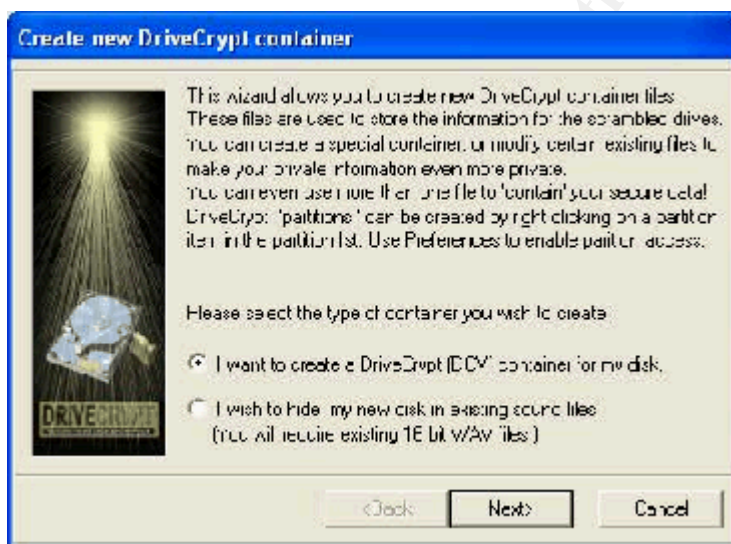 Create new DriveCrypt container
This wizard allows you to create new DriveCrypt container files
These files are used to store the information for the scrambled drives.
You can create a special container, or modify certain existing files to
make your private information even more private.
You can even use more than one file to 'contain' your secure data!
DriveCrypt 'partitions' can be created by right clicking on a partition
item in the partition list. Use Preferences to enable partition access.
Please select the type of container you wish to create
I want to create a DriveCrypt (DCV) container for my disk.
I wish to hide my new disk in existing sound files
(You will require existing 16 bit WAV files)
DRIVECRYPT
<Back
Next>
Cancel